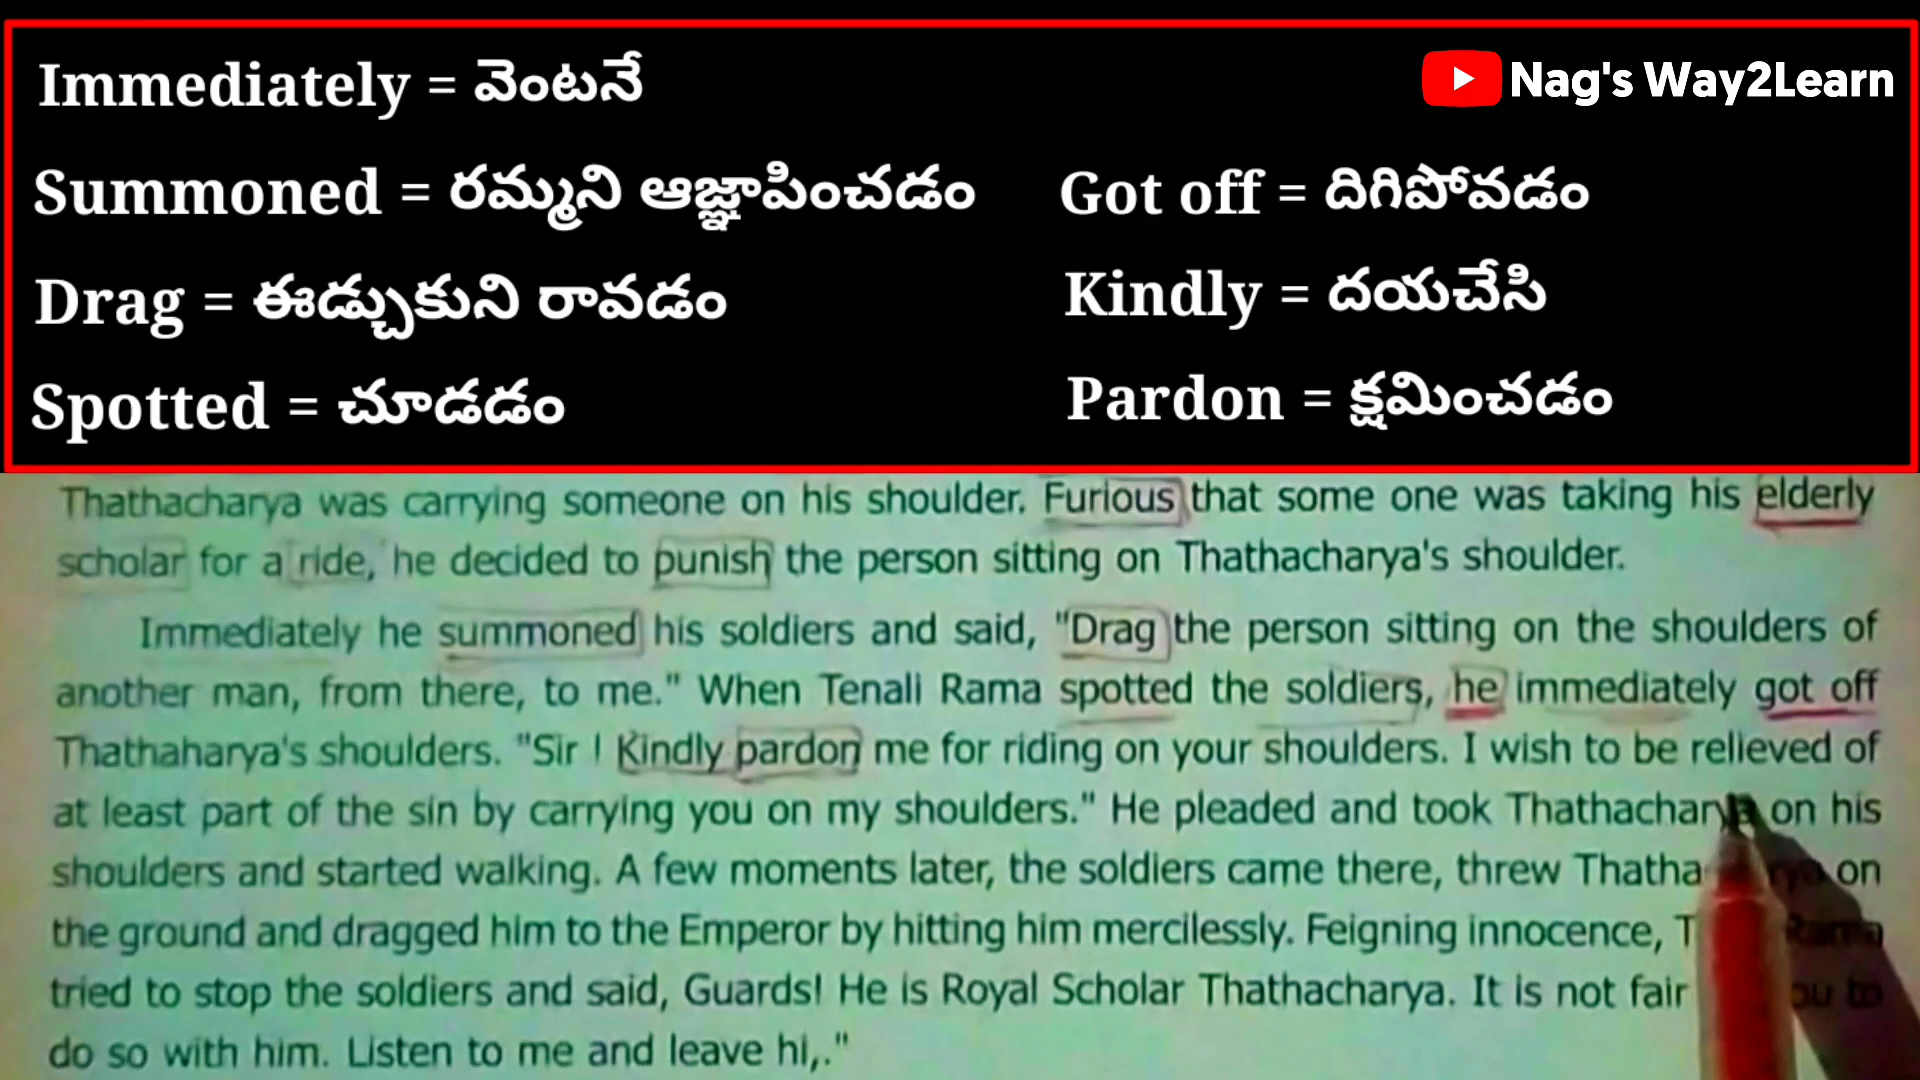 Immediately = వెంటనే
Nag's Way2Learn
Summoned = రమ్మని ఆజ్ఞాపించడం
Got off = దిగిపోవడం
Drag = ఈడ్చుకుని రావడం
Kindly = దయచేసి
Spotted = చూడడం
Pardon = క్షమించడం
Thathacharya was carrying someone on his shoulder. Furious that some one was taking his elderly
scholar for a ride, he decided to punish the person sitting on Thathacharya's shoulder.
Immediately he summoned his soldiers and said, "Drag the person sitting on the shoulders of
another man, from there, to me." When Tenali Rama spotted the soldiers, he immediately got off
Thathaharya's shoulders. "Sir ! Kindly pardon me for riding on your shoulders. I wish to be relieved of
at least part of the sin by carrying you on my shoulders." He pleaded and took Thathacharya on his
shoulders and started walking. A few moments later, the soldiers came there, threw on
the ground and dragged him to the Emperor by hitting him mercilessly. Feigning innocence, Rama
tried to stop the soldiers and said, Guards! He is Royal Scholar Thathacharya. It is not fair to
do so with him. Listen to me and leave hi,."